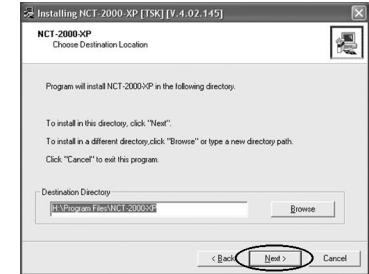 Installing NCT-2000-XP [TSK] [V.4.02.145]
NCT-2000-XP
Choose Destination Location
Program will install NCT-2000-XP in the following directory.
To install in this directory, click "Next".
To install in a different directory,click "Browse" or type a new directory path.
Click "Cancel" to exit this program.
Destination Directory
H:\Program Files\NCT-2000-XP
Browse
< Back
Next >
Cancel